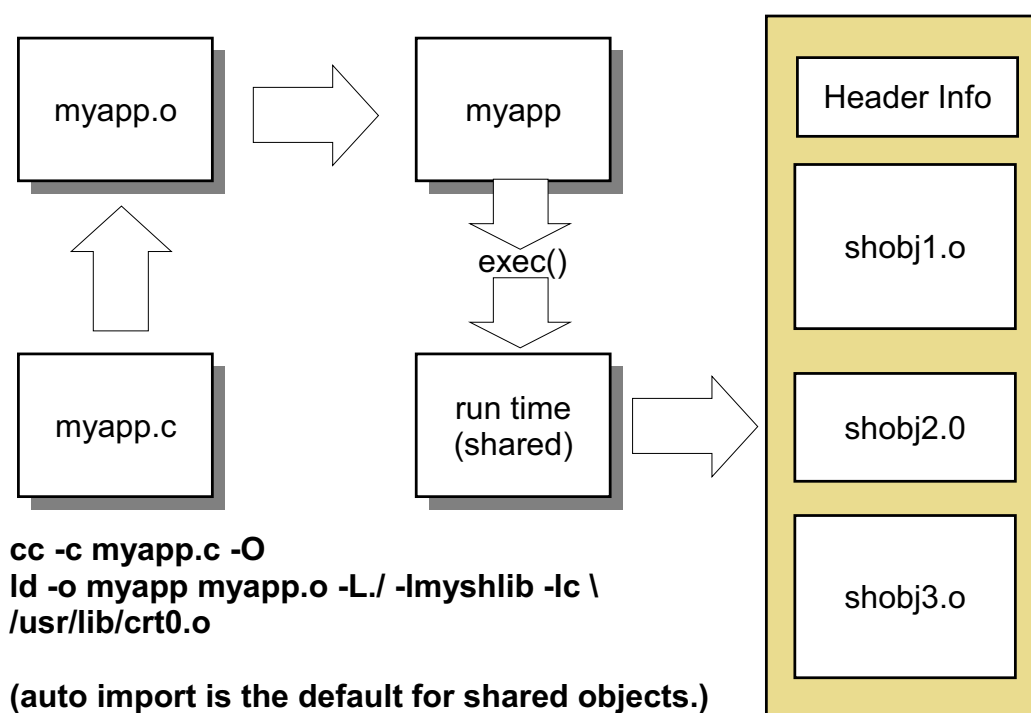 myapp.o
myapp
exec()
myapp.c
run time
(shared)
Header Info
shobj1.o
shobj2.0
shobj3.o
cc -c myapp.c -O
ld -o myapp myapp.o -L./ -lmyshlib -lc \
/usr/lib/crt0.o
(auto import is the default for shared objects.)